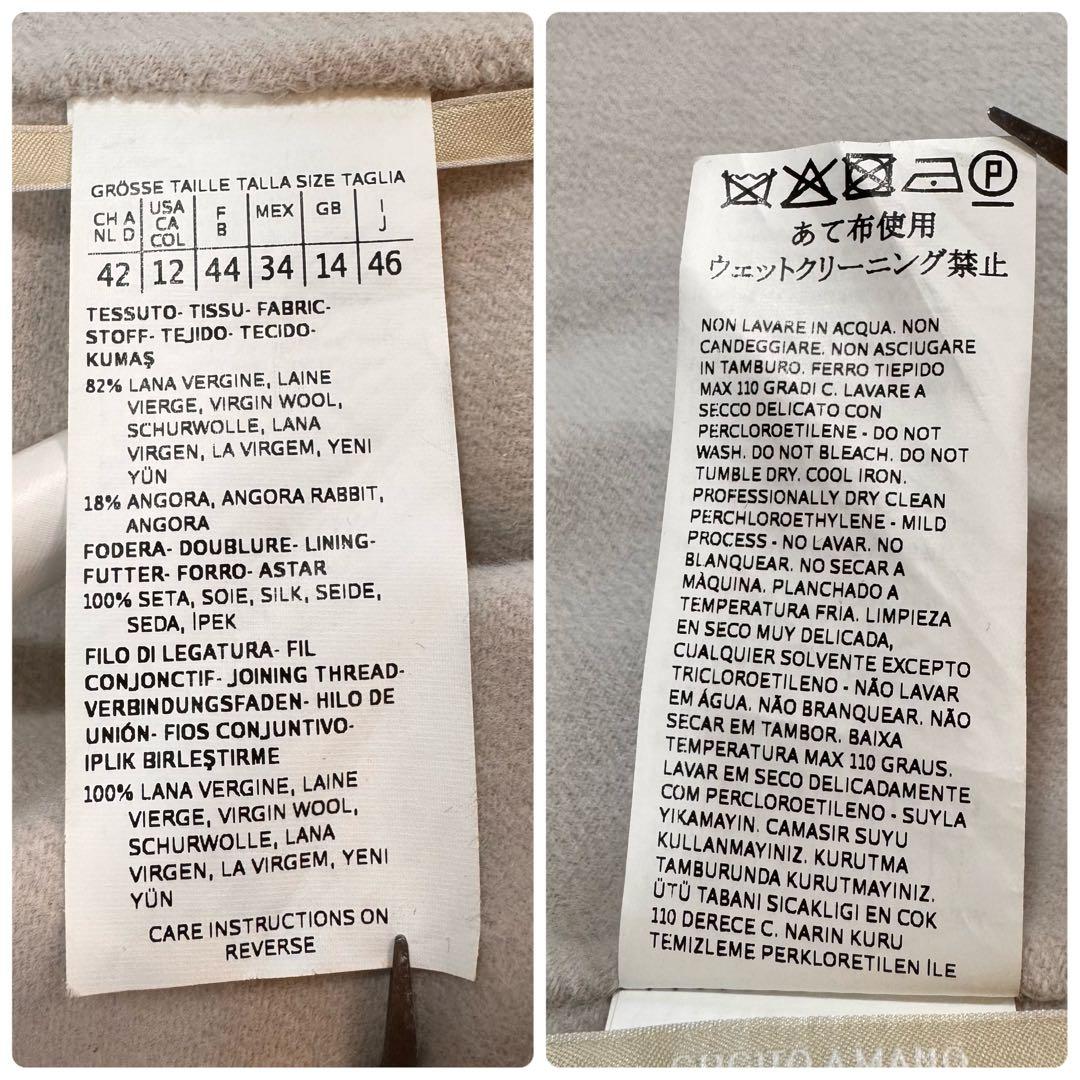 GRÖSSE TAILLE TALLA SIZE TAGLIA
CH A NL D USA CA COL F B MEX GB I J
42 12 44 34 14 46
TESSUTO- TISSU- FABRIC-
STOFF- TEJIDO- TECIDO-
KUMAŞ
82% LANA VERGINE, LAINE
VIERGE, VIRGIN WOOL,
SCHURWOLLE, LANA
VIRGEN, LA VIRGEM, YENI
YÜN
18% ANGORA, ANGORA RABBIT,
ANGORA
FODERA- DOUBLURE- LINING-
FUTTER- FORRO- ASTAR
100% SETA, SOIE, SILK, SEIDE,
SEDA, İPEK
FILO DI LEGATURA- FIL
CONJONCTIF- JOINING THREAD-
VERBINDUNGSFADEN- HILO DE
UNIÓN- FIOS CONJUNTIVO-
IPLIK BIRLEŞTIRME
100% LANA VERGINE, LAINE
VIERGE, VIRGIN WOOL,
SCHURWOLLE, LANA
VIRGEN, LA VIRGEM, YENI
YÜN
CARE INSTRUCTIONS ON
REVERSE
P
あて布使用
ウェットクリーニング禁止
NON LAVARE IN ACQUA. NON
CANDEGGIARE. NON ASCIUGARE
IN TAMBURO. FERRO TIEPIDO
MAX 110 GRADI C. LAVARE A
SECCO DELICATO CON
PERCLOROETILENE - DO NOT
WASH. DO NOT BLEACH. DO NOT
TUMBLE DRY. COOL IRON.
PROFESSIONALLY DRY CLEAN
PERCHLOROETHYLENE - MILD
PROCESS - NO LAVAR. NO
BLANQUEAR. NO SECAR A
MÀQUINA. PLANCHADO A
TEMPERATURA FRIA. LIMPIEZA
EN SECO MUY DELICADA,
CUALQUIER SOLVENTE EXCEPTO
TRICLOROETILENO - NÃO LAVAR
EM ÁGUA. NÃO BRANQUEAR. NÃO
SECAR EM TAMBOR. BAIXA
TEMPERATURA MAX 110 GRAUS.
LAVAR EM SECO DELICADAMENTE
COM PERCLOROETILENO - SUYLA
YIKAMAYIN. CAMASIR SUYU
KULLANMAYINIZ. KURUTMA
TAMBURUNDA KURUTMAYINIZ.
ÜTÜ TABANI SICAKLIGI EN COK
110 DERECE C. NARIN KURU
TEMIZLEME PERKLORETILEN İLE